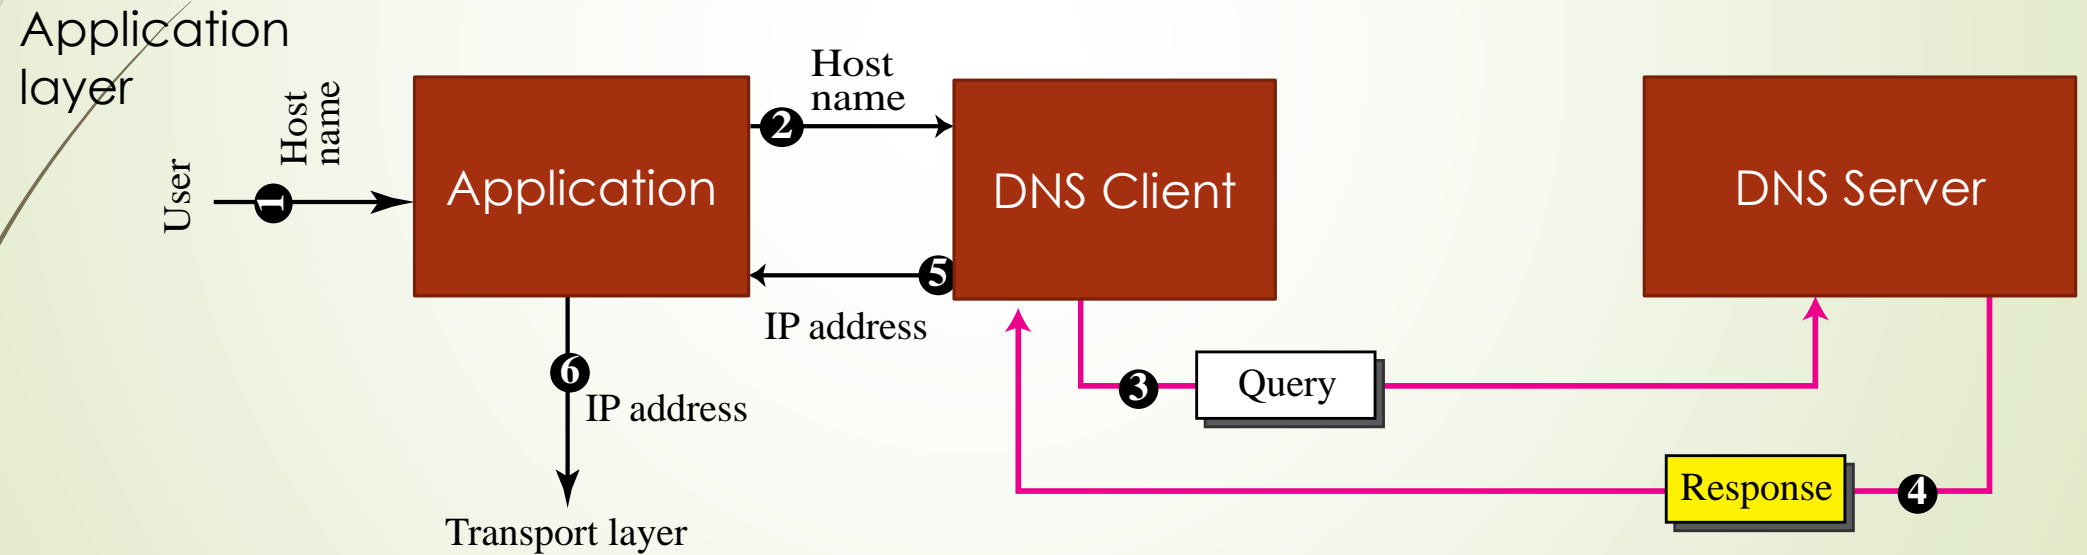 Application
layer
User
1
Host
name
Application
2
Host
name
DNS Client
DNS Server
5
IP address
6
IP address
3
Query
Response
4
Transport layer